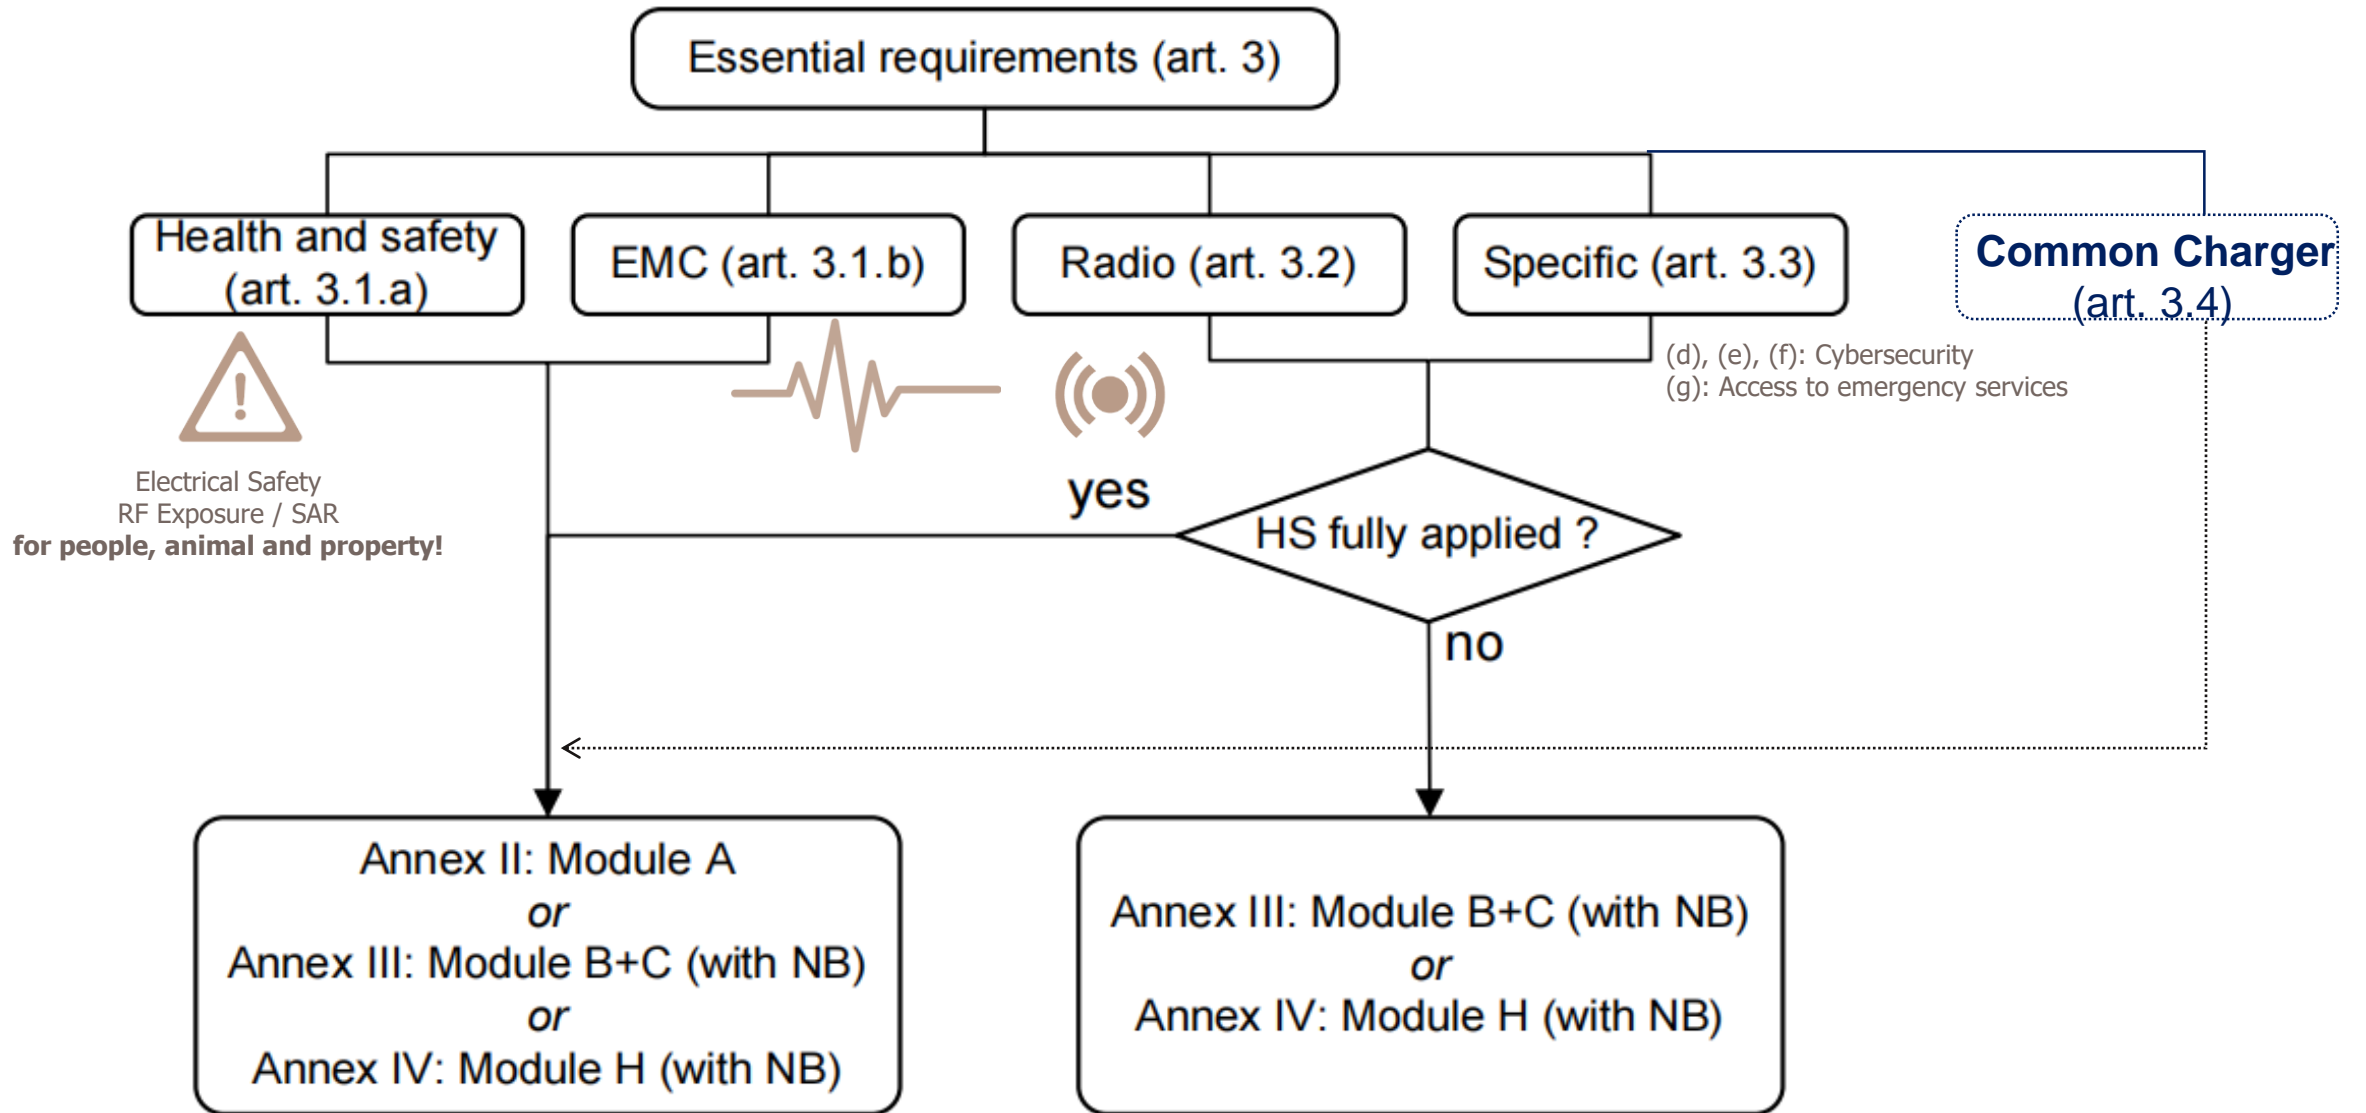 Essential requirements (art. 3)
Health and safety
(art. 3.1.a)
EMC (art. 3.1.b)
Radio (art. 3.2)
Specific (art. 3.3)
Common Charger
(art. 3.4)
(d), (e), (f): Cybersecurity
(g): Access to emergency services
!
Electrical Safety
RF Exposure / SAR
for people, animal and property!
yes
HS fully applied ?
no
Annex II: Module A
or
Annex III: Module B+C (with NB)
or
Annex IV: Module H (with NB)
Annex III: Module B+C (with NB)
or
Annex IV: Module H (with NB)